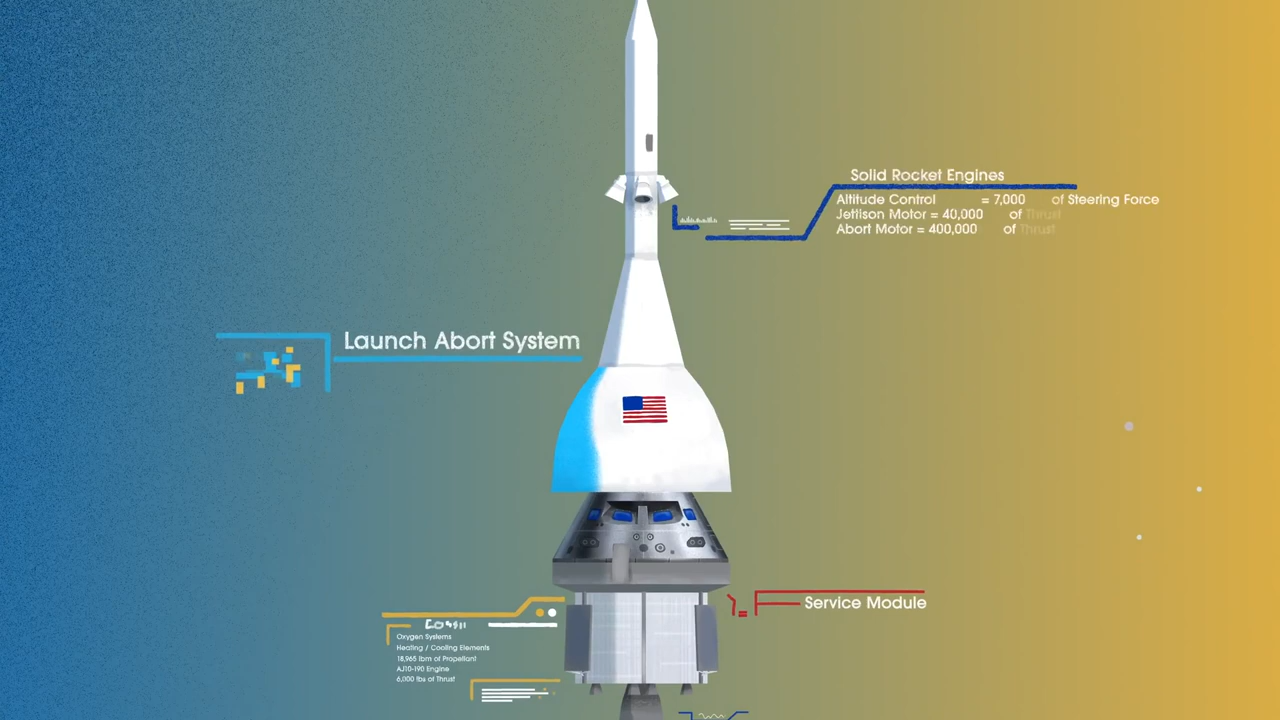 Solid Rocket Engines
Altitude Control = 7,000 of Steering Force
Jettison Motor = 40,000 of Thrust
Abort Motor = 400,000 of Thrust
Launch Abort System
Service Module
Oxygen Systems
Heating / Cooling Elements
18,965 lbm of Propellant
AJ10-190 Engine
6,000 lbs of Thrust